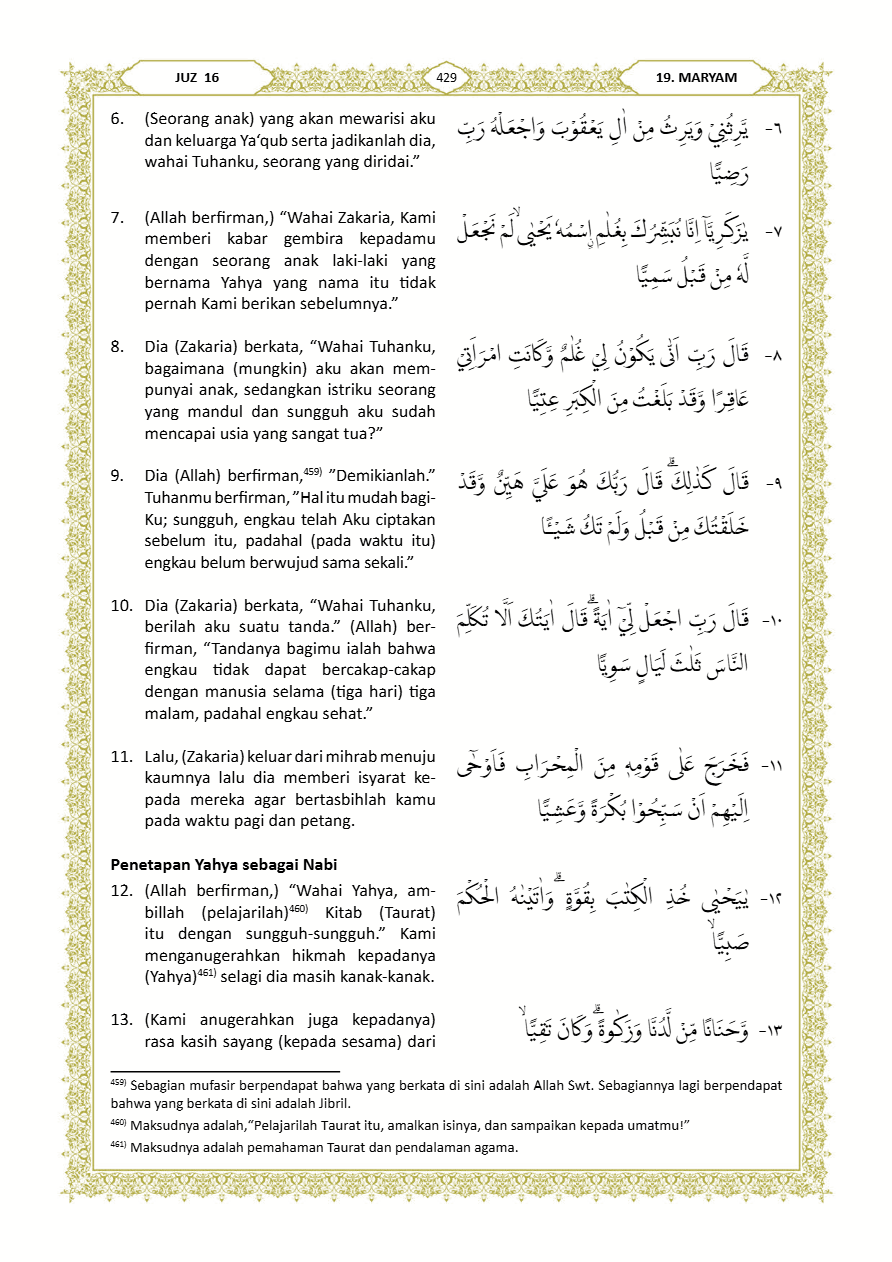 JUZ 16
429
19. MARYAM
6. (Seorang anak) yang akan mewarisi aku
dan keluarga Ya‘qub serta jadikanlah dia,
wahai Tuhanku, seorang yang diridai.”
٦- يَّرِثُنِيْ وَيَرِثُ مِنْ اٰلِ يَعْقُوْبَ وَاجْعَلْهُ رَبِّ
رَضِيًّا
7. (Allah berfirman,) “Wahai Zakaria, Kami
memberi kabar gembira kepadamu
dengan seorang anak laki-laki yang
bernama Yahya yang nama itu tidak
pernah Kami berikan sebelumnya.”
٧- يٰزَكَرِيَّآ اِنَّا نُبَشِّرُكَ بِغُلٰمِ ِۨاسْمُهٗ يَحْيٰىۙ لَمْ نَجْعَلْ
لَّهٗ مِنْ قَبْلُ سَمِيًّا
8. Dia (Zakaria) berkata, “Wahai Tuhanku,
bagaimana (mungkin) aku akan mem-
punyai anak, sedangkan istriku seorang
yang mandul dan sungguh aku sudah
mencapai usia yang sangat tua?”
٨- قَالَ رَبِّ اَنّٰى يَكُوْنُ لِيْ غُلٰمٌ وَّكَانَتِ امْرَاَتِيْ
عَاقِرًا وَّقَدْ بَلَغْتُ مِنَ الْكِبَرِ عِتِيًّا
9. Dia (Allah) berfirman,459) ”Demikianlah.”
Tuhanmu berfirman, ”Hal itu mudah bagi-
Ku; sungguh, engkau telah Aku ciptakan
sebelum itu, padahal (pada waktu itu)
engkau belum berwujud sama sekali.”
٩- قَالَ كَذٰلِكَۗ قَالَ رَبُّكَ هُوَ عَلَيَّ هَيِّنٌ وَّقَدْ
خَلَقْتُكَ مِنْ قَبْلُ وَلَمْ تَكُ شَيْـًٔا
10. Dia (Zakaria) berkata, “Wahai Tuhanku,
berilah aku suatu tanda.” (Allah) ber-
firman, “Tandanya bagimu ialah bahwa
engkau tidak dapat bercakap-cakap
dengan manusia selama (tiga hari) tiga
malam, padahal engkau sehat.”
١٠- قَالَ رَبِّ اجْعَلْ لِّيْٓ اٰيَةًۗ قَالَ اٰيَتُكَ اَلَّا تُكَلِّمَ
النَّاسَ ثَلٰثَ لَيَالٍ سَوِيًّا
11. Lalu, (Zakaria) keluar dari mihrab menuju
kaumnya lalu dia memberi isyarat ke-
pada mereka agar bertasbihlah kamu
pada waktu pagi dan petang.
١١- فَخَرَجَ عَلٰى قَوْمِهٖ مِنَ الْمِحْرَابِ فَاَوْحٰٓى
اِلَيْهِمْ اَنْ سَبِّحُوْا بُكْرَةً وَّعَشِيًّا
Penetapan Yahya sebagai Nabi
12. (Allah berfirman,) “Wahai Yahya, am-
billah (pelajarilah)460) Kitab (Taurat)
itu dengan sungguh-sungguh.” Kami
menganugerahkan hikmah kepadanya
(Yahya)461) selagi dia masih kanak-kanak.
١٢- يٰيَحْيٰى خُذِ الْكِتٰبَ بِقُوَّةٍۗ وَاٰتَيْنٰهُ الْحُكْمَ
صَبِيًّاۙ
13. (Kami anugerahkan juga kepadanya)
rasa kasih sayang (kepada sesama) dari
١٣- وَّحَنَانًا مِّنْ لَّدُنَّا وَزَكٰوةًۗ وَكَانَ تَقِيًّاۙ
459) Sebagian mufasir berpendapat bahwa yang berkata di sini adalah Allah Swt. Sebagiannya lagi berpendapat
bahwa yang berkata di sini adalah Jibril.
460) Maksudnya adalah,“Pelajarilah Taurat itu, amalkan isinya, dan sampaikan kepada umatmu!”
461) Maksudnya adalah pemahaman Taurat dan pendalaman agama.